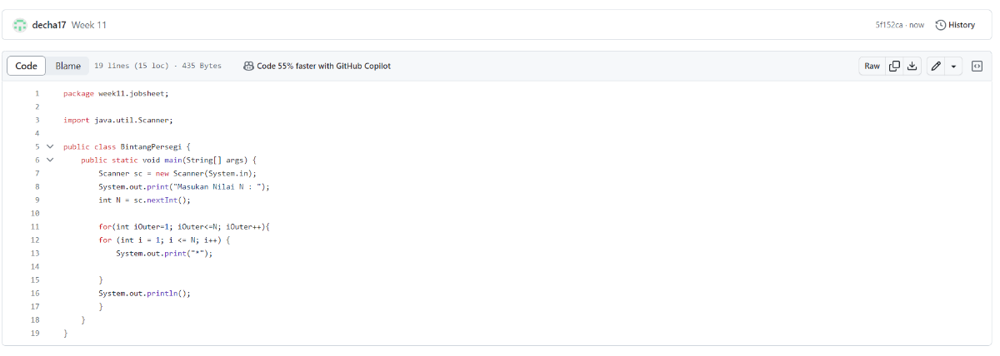 decha17 Week 11 5f152ca · now History
Code Blame 19 lines (15 loc) · 435 Bytes Code 55% faster with GitHub Copilot Raw
1 package week11.jobsheet;
2
3 import java.util.Scanner;
4
5 public class BintangPersegi {
6 public static void main(String[] args) {
7 Scanner sc = new Scanner(System.in);
8 System.out.print("Masukan Nilai N : ");
9 int N = sc.nextInt();
10
11 for(int iOuter=1; iOuter<=N; iOuter++){
12 for (int i = 1; i <= N; i++) {
13 System.out.print("*");
14
15 }
16 System.out.println();
17 }
18 }
19 }